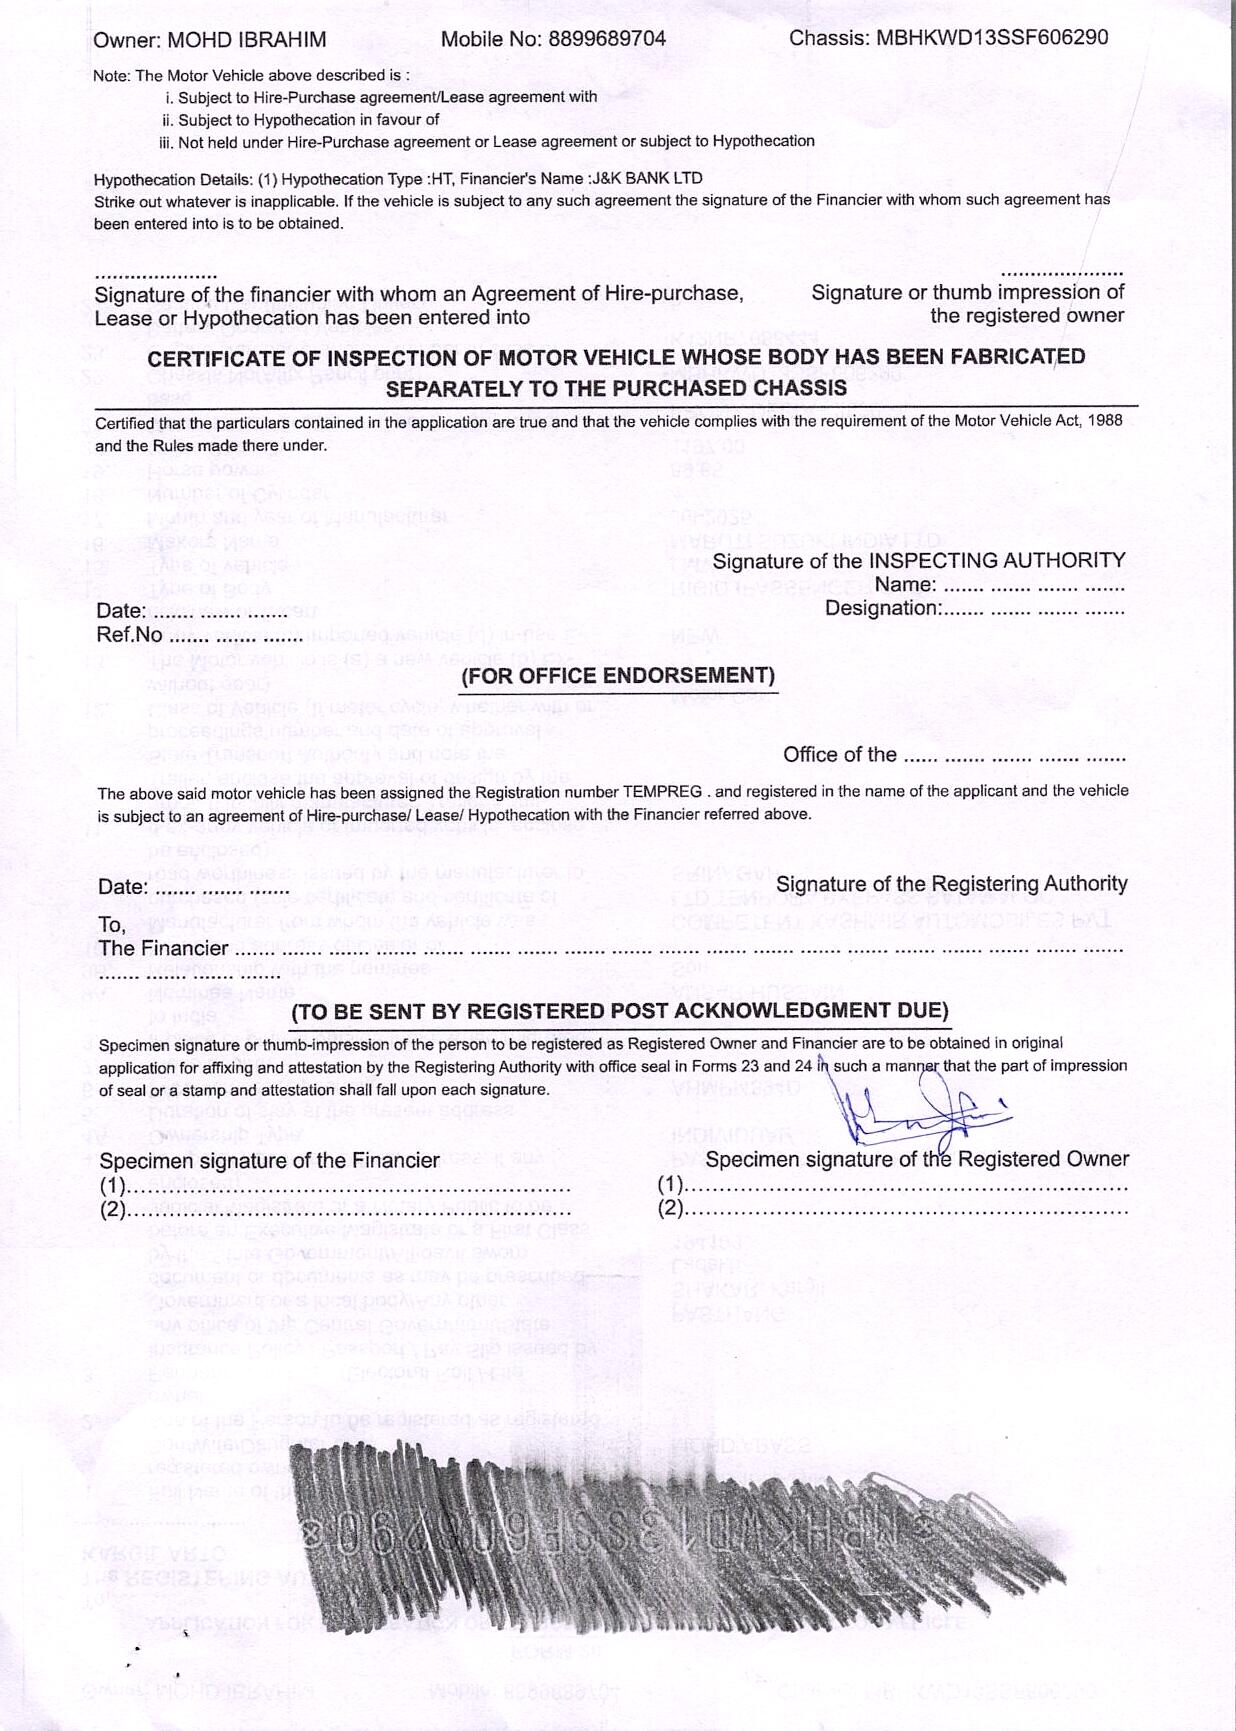 Owner: MOHD IBRAHIM Mobile No: 8899689704 Chassis: MBHKWD13SSF606290
Note: The Motor Vehicle above described is :
i. Subject to Hire-Purchase agreement/Lease agreement with
ii. Subject to Hypothecation in favour of
iii. Not held under Hire-Purchase agreement or Lease agreement or subject to Hypothecation
Hypothecation Details: (1) Hypothecation Type :HT, Financier's Name :J&K BANK LTD
Strike out whatever is inapplicable. If the vehicle is subject to any such agreement the signature of the Financier with whom such agreement has
been entered into is to be obtained.
..................... .....................
Signature of the financier with whom an Agreement of Hire-purchase, Signature or thumb impression of
Lease or Hypothecation has been entered into the registered owner
CERTIFICATE OF INSPECTION OF MOTOR VEHICLE WHOSE BODY HAS BEEN FABRICATED
SEPARATELY TO THE PURCHASED CHASSIS
Certified that the particulars contained in the application are true and that the vehicle complies with the requirement of the Motor Vehicle Act, 1988
and the Rules made there under.
Signature of the INSPECTING AUTHORITY
Name: ....... ....... ....... .......
Date: ....... ....... ....... Designation:....... ....... ....... .......
Ref.No ....... ....... .......
(FOR OFFICE ENDORSEMENT)
Office of the ...... ....... ....... ....... .......
The above said motor vehicle has been assigned the Registration number TEMPREG . and registered in the name of the applicant and the vehicle
is subject to an agreement of Hire-purchase/ Lease/ Hypothecation with the Financier referred above.
Date: ....... ....... ....... Signature of the Registering Authority
To,
The Financier ....... ....... ....... ....... ....... ....... ....... ....... ....... ....... ....... ....... ....... ....... ....... ....... ....... ....... .......
....... ....... ....... .......
(TO BE SENT BY REGISTERED POST ACKNOWLEDGMENT DUE)
Specimen signature or thumb-impression of the person to be registered as Registered Owner and Financier are to be obtained in original
application for affixing and attestation by the Registering Authority with office seal in Forms 23 and 24 in such a manner that the part of impression
of seal or a stamp and attestation shall fall upon each signature.
Specimen signature of the Financier Specimen signature of the Registered Owner
(1)..................................................................... (1).....................................................................
(2)..................................................................... (2).....................................................................
*MBHKWD13SSF606290*